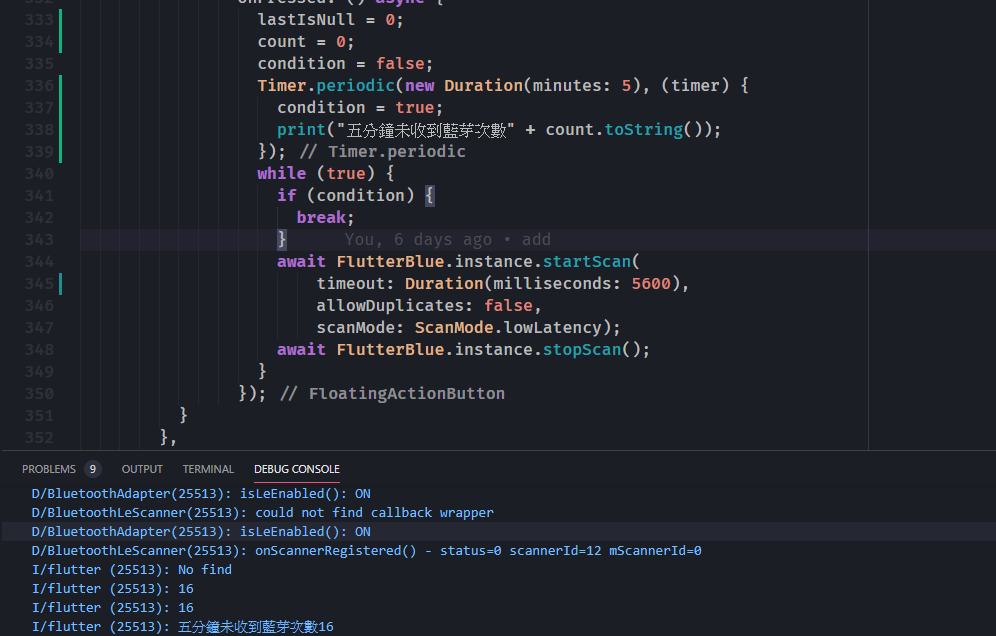 332 onPressed: () async {
333 lastIsNull = 0;
334 count = 0;
335 condition = false;
336 Timer.periodic(new Duration(minutes: 5), (timer) {
337 condition = true;
338 print("五分鐘未收到藍芽次數" + count.toString());
339 }); // Timer.periodic
340 while (true) {
341 if (condition) {
342 break;
343 } You, 6 days ago • add
344 await FlutterBlue.instance.startScan(
345 timeout: Duration(milliseconds: 5600),
346 allowDuplicates: false,
347 scanMode: ScanMode.lowLatency);
348 await FlutterBlue.instance.stopScan();
349 }
350 }); // FloatingActionButton
351 }
352 },
PROBLEMS 9 OUTPUT TERMINAL DEBUG CONSOLE
D/BluetoothAdapter(25513): isLeEnabled(): ON
D/BluetoothLeScanner(25513): could not find callback wrapper
D/BluetoothAdapter(25513): isLeEnabled(): ON
D/BluetoothLeScanner(25513): onScannerRegistered() - status=0 scannerId=12 mScannerId=0
I/flutter (25513): No find
I/flutter (25513): 16
I/flutter (25513): 16
I/flutter (25513): 五分鐘未收到藍芽次數16